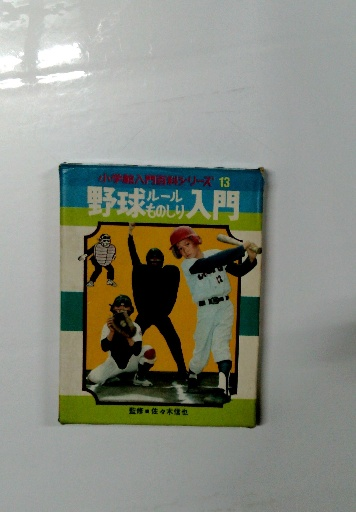 小学館入門百科シリーズ 13
野球ルールものしり入門
監修■佐々木信也